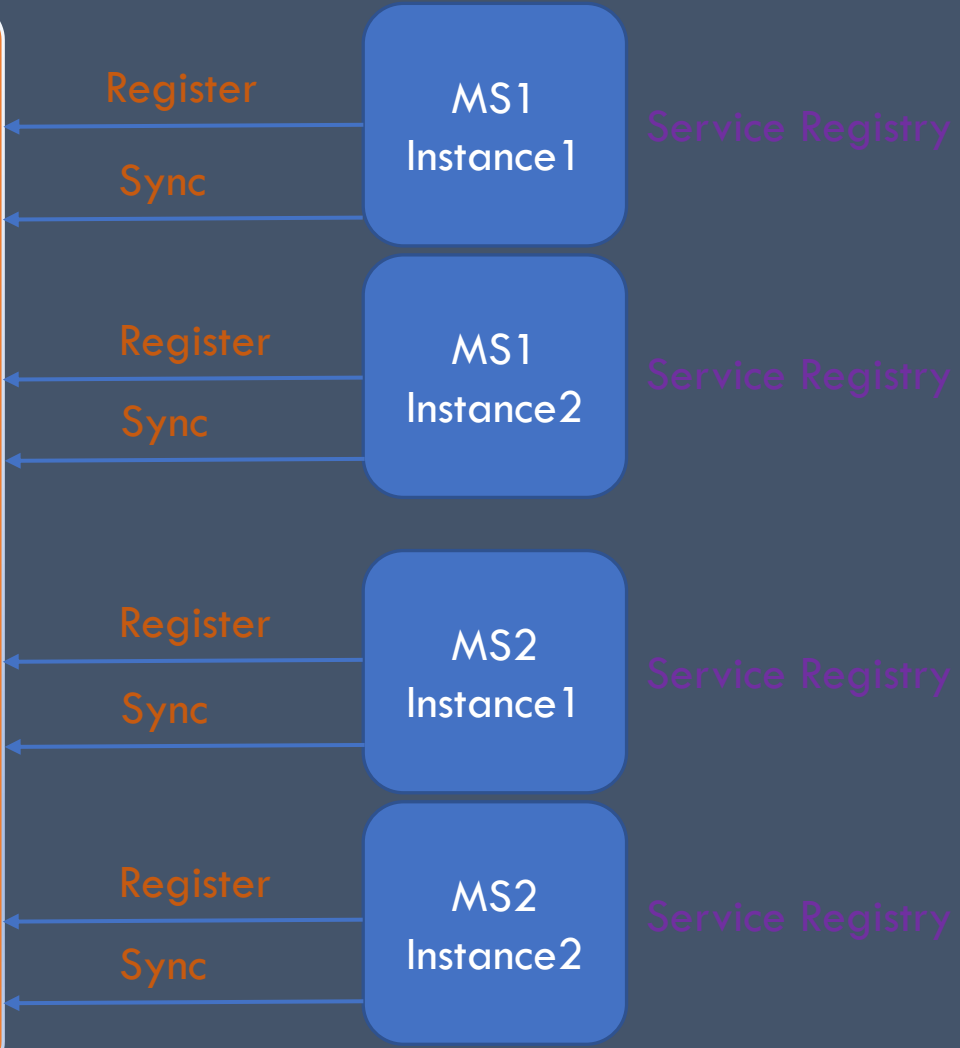 Register
MS1
Instance1
Service Registry
Sync
Register
MS1
Instance2
Service Registry
Sync
Register
MS2
Instance1
Service Registry
Sync
Register
MS2
Instance2
Service Registry
Sync